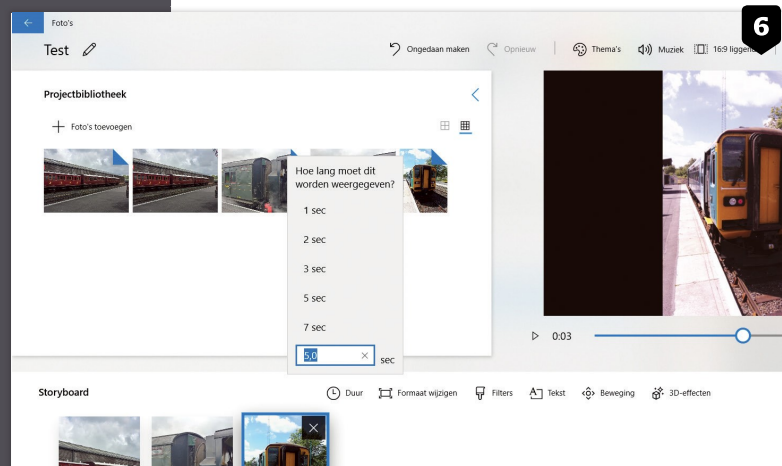 Foto's
6
Test
Ongedaan maken
Opnieuw
Thema's
Muziek
16:9
Projectbibliotheek
Foto's toevoegen
Hoe lang moet dit
worden weergegeven?
1 sec
2 sec
3 sec
5 sec
7 sec
5,0
sec
0:03
Storyboard
Duur
Formaat wijzigen
Filters
Tekst
Beweging
3D-effecten